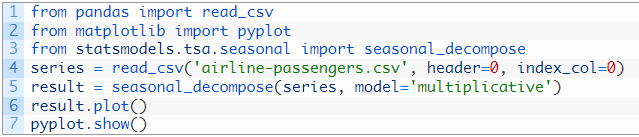 1 from pandas import read_csv
2 from matplotlib import pyplot
3 from statsmodels.tsa.seasonal import seasonal_decompose
4 series = read_csv('airline-passengers.csv', header=0, index_col=0)
5 result = seasonal_decompose(series, model='multiplicative')
6 result.plot()
7 pyplot.show()